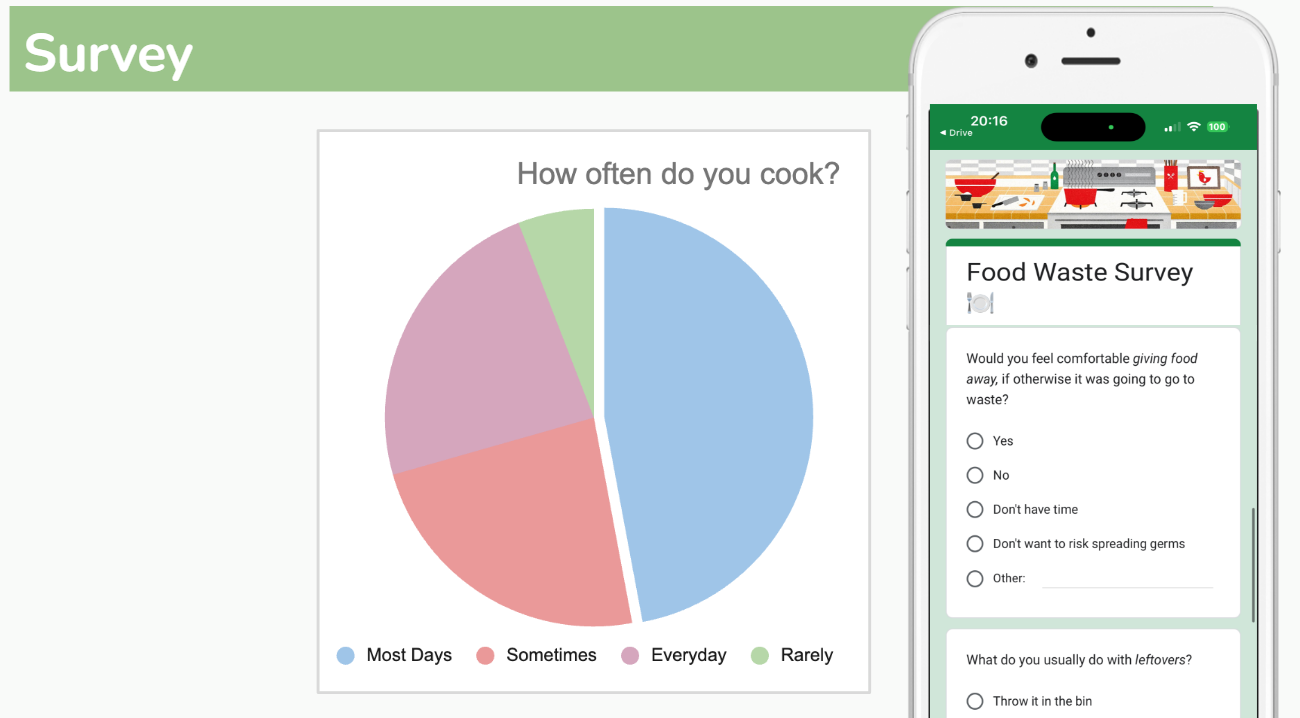 Survey
How often do you cook?
Most Days
Sometimes
Everyday
Rarely
20:16
◀ Drive
100
Food Waste Survey
🍽️
Would you feel comfortable giving food
away, if otherwise it was going to go to
waste?
Yes
No
Don't have time
Don't want to risk spreading germs
Other:
What do you usually do with leftovers?
Throw it in the bin